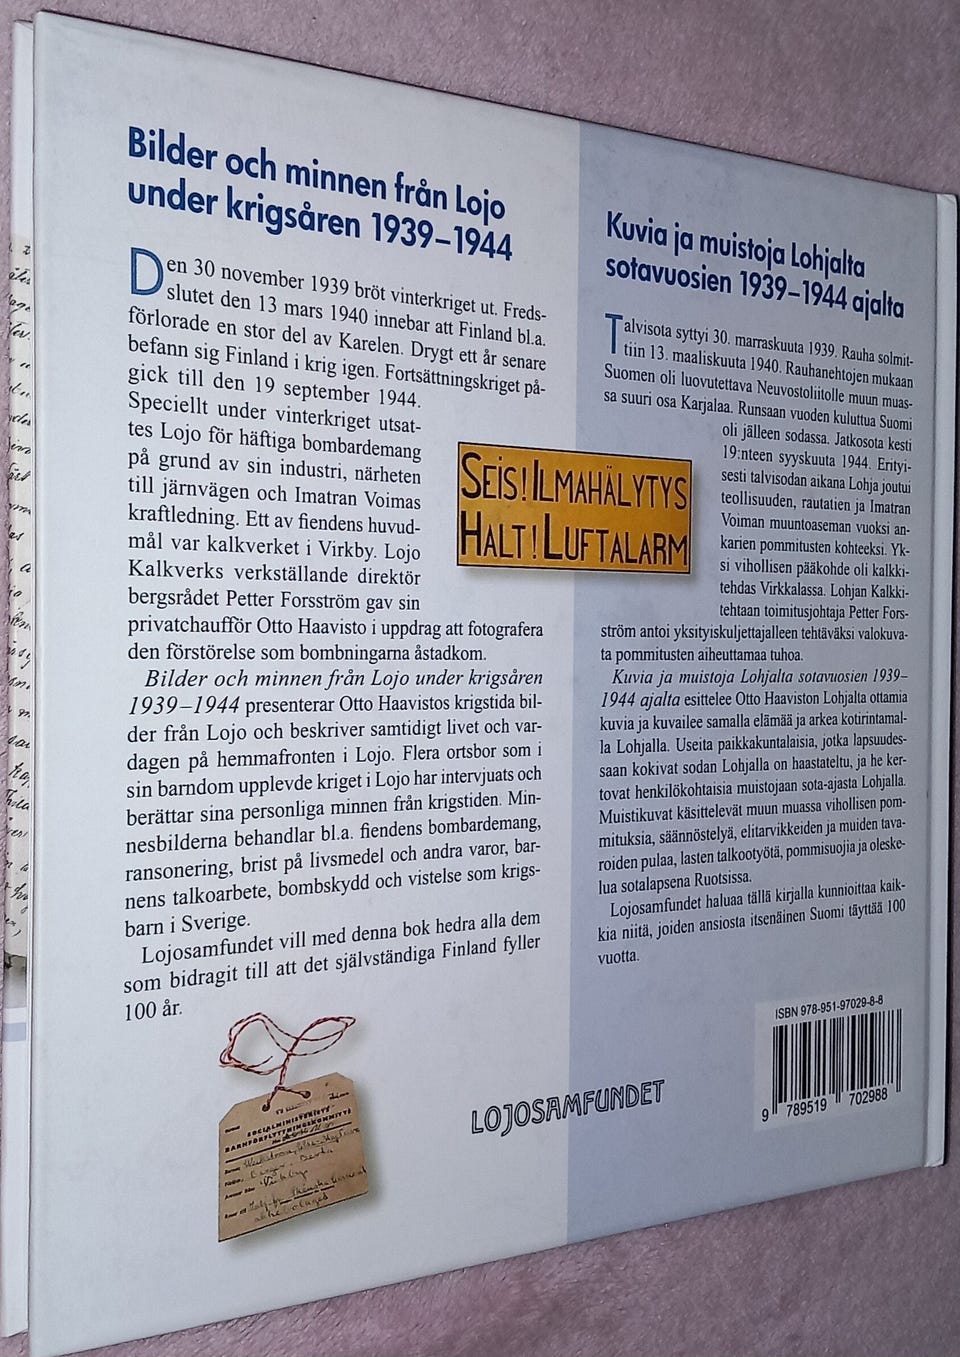 Bilder och minnen från Lojo
under krigsåren 1939–1944
Den 30 november 1939 bröt vinterkriget ut. Freds-
slutet den 13 mars 1940 innebar att Finland bl.a.
förlorade en stor del av Karelen. Drygt ett år senare
befann sig Finland i krig igen. Fortsättningskriget på-
gick till den 19 september 1944.
Speciellt under vinterkriget utsat-
tes Lojo för häftiga bombardemang
på grund av sin industri, närheten
till järnvägen och Imatran Voimas
kraftledning. Ett av fiendens huvud-
mål var kalkverket i Virkby. Lojo
Kalkverks verkställande direktör
bergsrådet Petter Forsström gav sin
privatchaufför Otto Haavisto i uppdrag att fotografera
den förstörelse som bombningarna åstadkom.
Bilder och minnen från Lojo under krigsåren
1939–1944 presenterar Otto Haavistos krigstida bil-
der från Lojo och beskriver samtidigt livet och var-
dagen på hemmafronten i Lojo. Flera ortsbor som i
sin barndom upplevde kriget i Lojo har intervjuats och
berättar sina personliga minnen från krigstiden. Min-
nesbilderna behandlar bl.a. fiendens bombardemang,
ransonering, brist på livsmedel och andra varor, bar-
nens talkoarbete, bombskydd och vistelse som krigs-
barn i Sverige.
Lojosamfundet vill med denna bok hedra alla dem
som bidragit till att det självständiga Finland fyller
100 år.
SEIS! ILMAHÄLYTYS
HALT! LUFTALARM
Kuvia ja muistoja Lohjalta
sotavuosien 1939–1944 ajalta
Talvisota syttyi 30. marraskuuta 1939. Rauha solmit-
tiin 13. maaliskuuta 1940. Rauhanehtojen mukaan
Suomen oli luovutettava Neuvostoliitolle muun muas-
sa suuri osa Karjalaa. Runsaan vuoden kuluttua Suomi
oli jälleen sodassa. Jatkosota kesti
19:nteen syyskuuta 1944. Erityi-
sesti talvisodan aikana Lohja joutui
teollisuuden, rautatien ja Imatran
Voiman muuntoaseman vuoksi an-
karien pommitusten kohteeksi. Yk-
si vihollisen pääkohde oli kalkki-
tehdas Virkkalassa. Lohjan Kalkki-
tehtaan toimitusjohtaja Petter Fors-
ström antoi yksityiskuljettajalleen tehtäväksi valokuva-
ta pommitusten aiheuttamaa tuhoa.
Kuvia ja muistoja Lohjalta sotavuosien 1939–
1944 ajalta esittelee Otto Haaviston Lohjalta ottamia
kuvia ja kuvailee samalla elämää ja arkea kotirintamal-
la Lohjalla. Useita paikkakuntalaisia, jotka lapsuudes-
saan kokivat sodan Lohjalla on haastateltu, ja he ker-
tovat henkilökohtaisia muistojaan sota-ajasta Lohjalla.
Muistikuvat käsittelevät muun muassa vihollisen pom-
mituksia, säännöstelyä, elitarvikkeiden ja muiden tava-
roiden pulaa, lasten talkootyötä, pommisuojia ja oleske-
lua sotalapsena Ruotsissa.
Lojosamfundet haluaa tällä kirjalla kunnioittaa kaik-
kia niitä, joiden ansiosta itsenäinen Suomi täyttää 100
vuotta.
SOCIALMINISTERIETS
BARNFÖRFLYTTNINGSKOMMITTÉ
LOJOSAMFUNDET
ISBN 978-951-97029-8-8
9 789519 702988